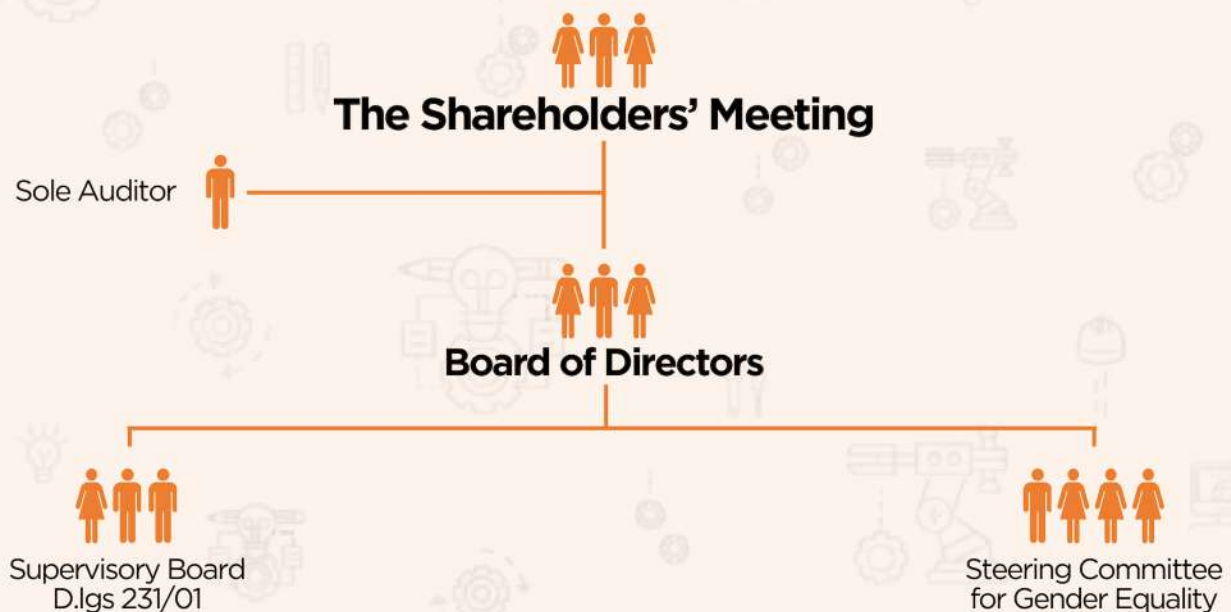 The Shareholders’ Meeting
Sole Auditor
Board of Directors
Supervisory Board
D.lgs 231/01
Steering Committee
for Gender Equality